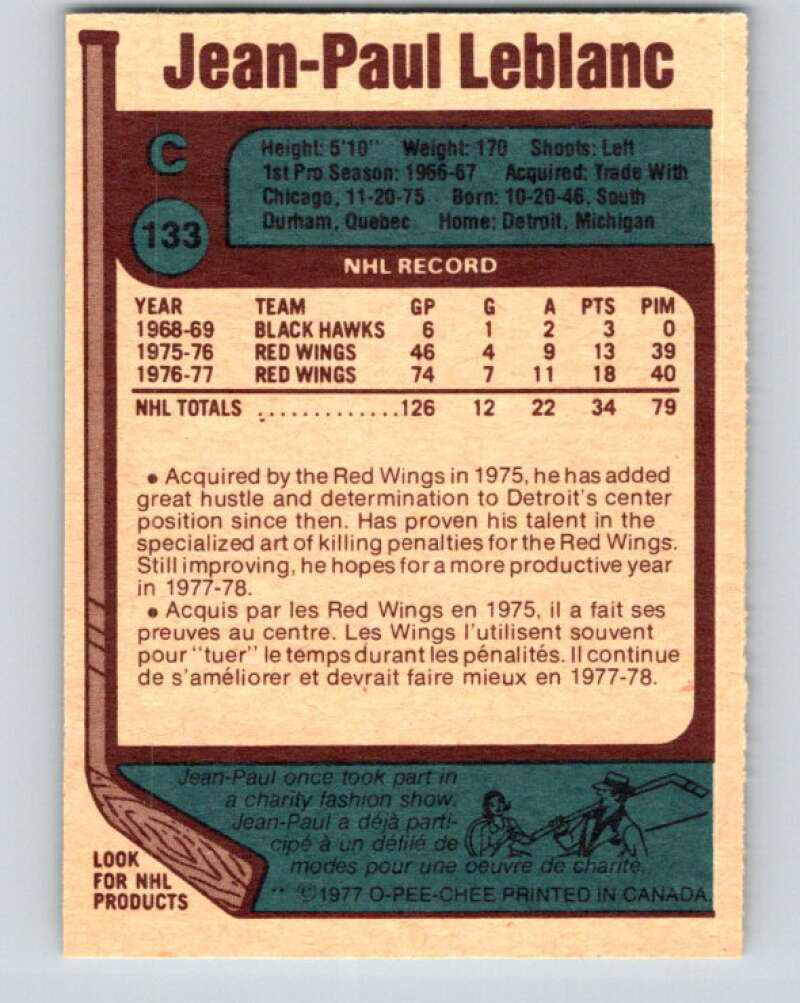 Jean-Paul Leblanc
C
133
Height: 5'10" Weight: 170 Shoots: Left
1st Pro Season: 1966-67 Acquired: Trade With
Chicago, 11-20-75 Born: 10-20-46, South
Durham, Quebec Home: Detroit, Michigan
NHL RECORD
YEAR TEAM GP G A PTS PIM
1968-69 BLACK HAWKS 6 1 2 3 0
1975-76 RED WINGS 46 4 9 13 39
1976-77 RED WINGS 74 7 11 18 40
NHL TOTALS .............126 12 22 34 79
• Acquired by the Red Wings in 1975, he has added
great hustle and determination to Detroit's center
position since then. Has proven his talent in the
specialized art of killing penalties for the Red Wings.
Still improving, he hopes for a more productive year
in 1977-78.
• Acquis par les Red Wings en 1975, il a fait ses
preuves au centre. Les Wings l'utilisent souvent
pour "tuer" le temps durant les pénalités. Il continue
de s'améliorer et devrait faire mieux en 1977-78.
Jean-Paul once took part in
a charity fashion show.
Jean-Paul a déjà parti-
cipé à un défilé de
modes pour une oeuvre de charité.
LOOK
FOR NHL
PRODUCTS
** ©1977 O-PEE-CHEE PRINTED IN CANADA